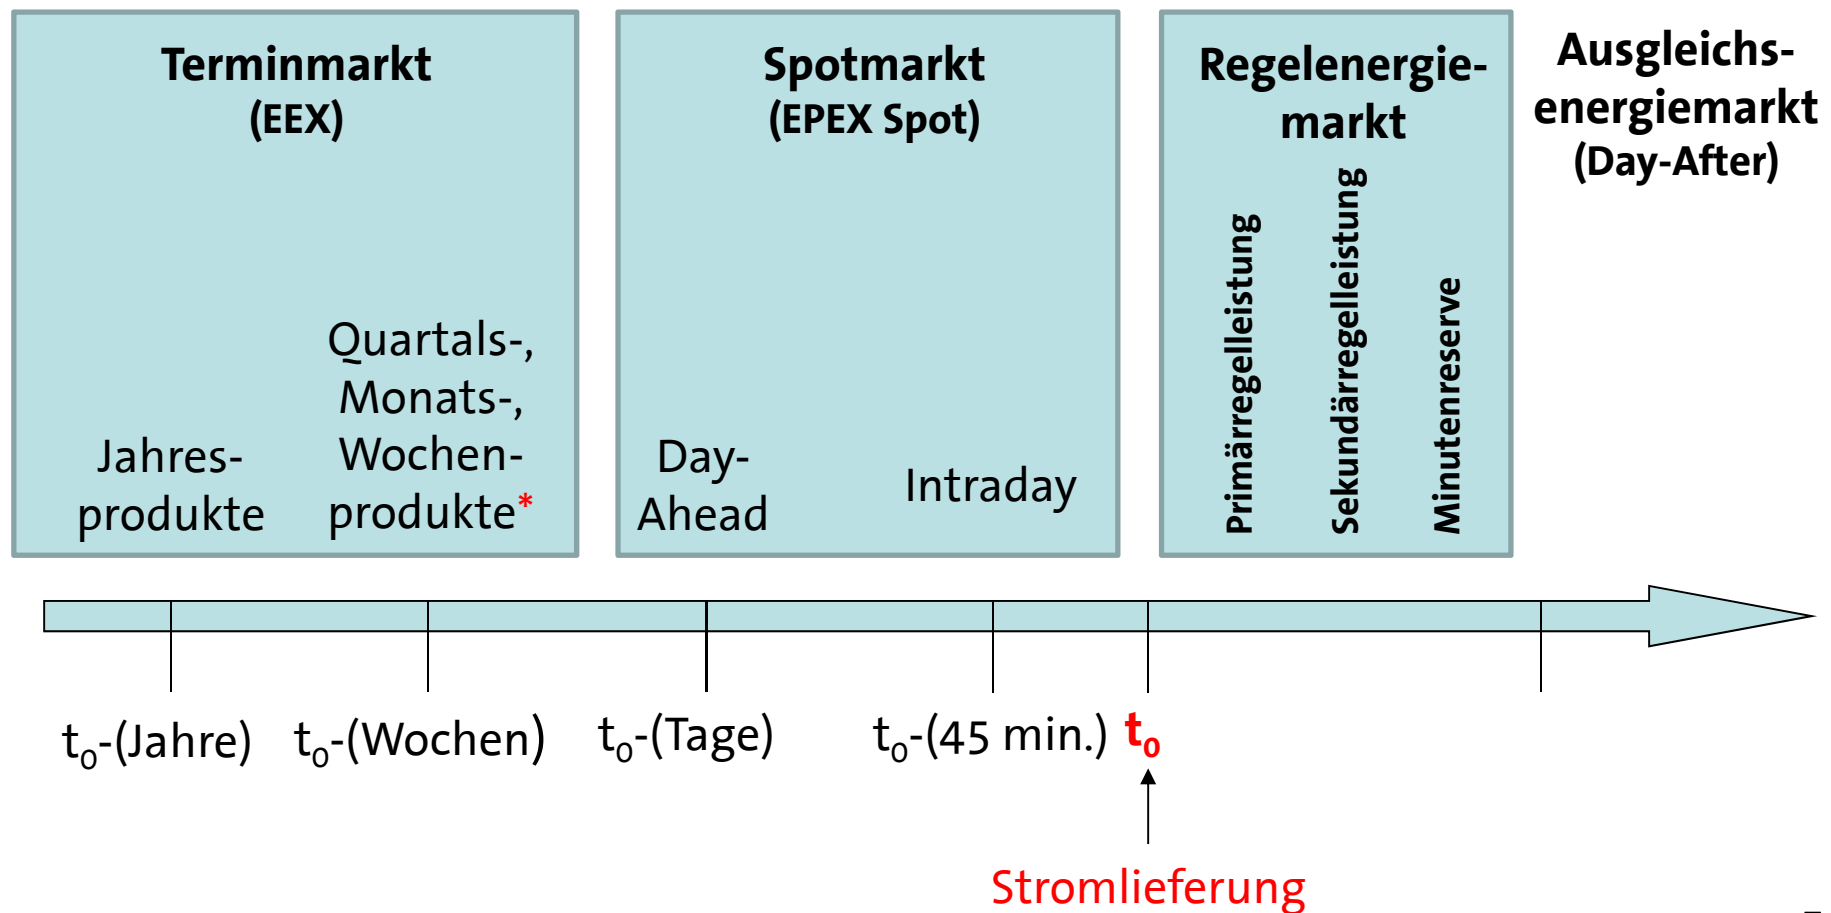 Terminmarkt
(EEX)
Jahres-
produkte
Quartals-,
Monats-,
Wochen-
produkte*
Spotmarkt
(EPEX Spot)
Day-
Ahead
Intraday
Regelenergie-
markt
Primärregelleistung
Sekundärregelleistung
Minutenreserve
Ausgleichs-
energiemarkt
(Day-After)
t₀-(Jahre)
t₀-(Wochen)
t₀-(Tage)
t₀-(45 min.)
t₀
Stromlieferung